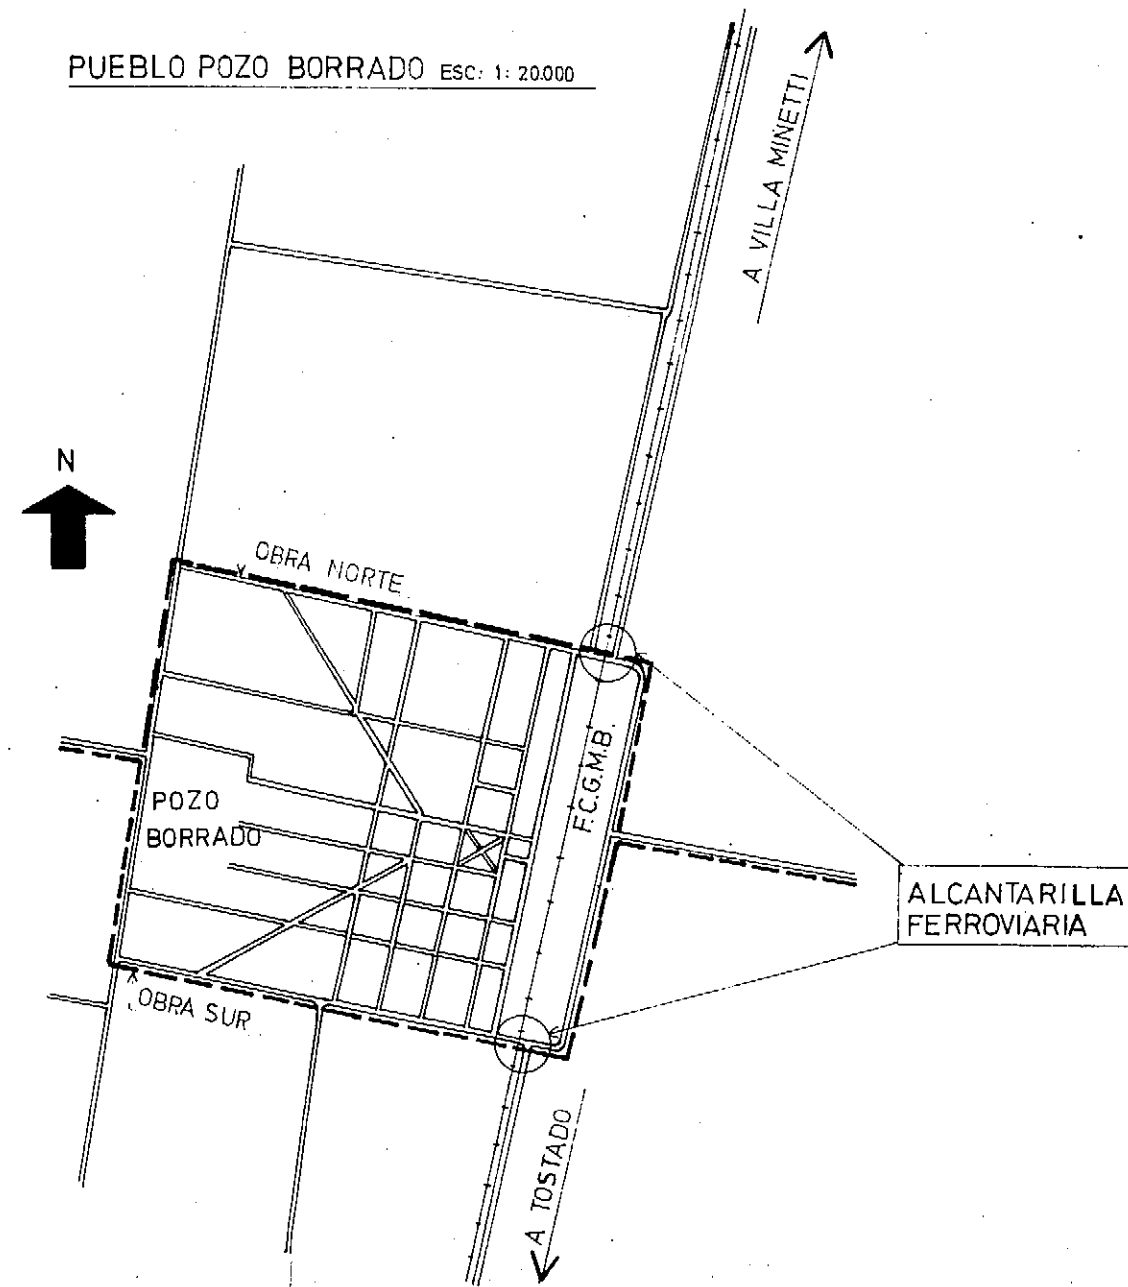 PUEBLO POZO BORRADO ESC: 1: 20.000
A VILLA MINETTI
N
OBRA NORTE
F.C.G.M.B.
POZO
BORRADO
ALCANTARILLA
FERROVIARIA
OBRA SUR
A TOSTADO